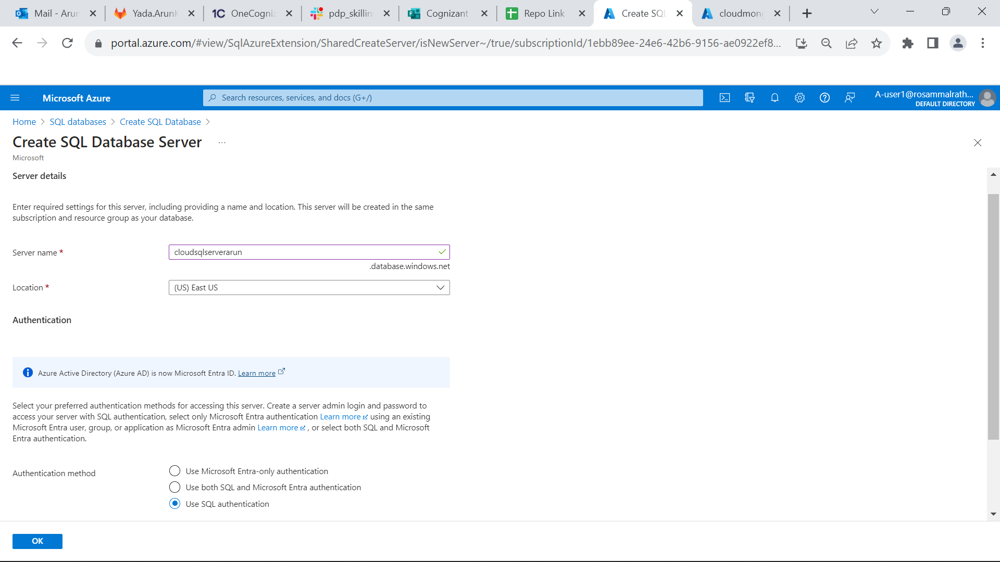 Mail - Arun
Yada.ArunK
OneCogniz
pdp_skillin
Cognizant
Repo Link
Create SQL
cloudmong
portal.azure.com/#view/SqlAzureExtension/SharedCreateServer/isNewServer~/true/subscriptionId/1ebb89ee-24e6-42b6-9156-ae0922ef8...
Microsoft Azure
Search resources, services, and docs (G+/)
A-user1@rosammalrath...
DEFAULT DIRECTORY
Home > SQL databases > Create SQL Database >
Create SQL Database Server ...
Microsoft
Server details
Enter required settings for this server, including providing a name and location. This server will be created in the same
subscription and resource group as your database.
Server name *
cloudsqlserverarun
.database.windows.net
Location *
(US) East US
Authentication
Azure Active Directory (Azure AD) is now Microsoft Entra ID. Learn more
Select your preferred authentication methods for accessing this server. Create a server admin login and password to
access your server with SQL authentication, select only Microsoft Entra authentication Learn more using an existing
Microsoft Entra user, group, or application as Microsoft Entra admin Learn more , or select both SQL and Microsoft
Entra authentication.
Authentication method
Use Microsoft Entra-only authentication
Use both SQL and Microsoft Entra authentication
Use SQL authentication
OK